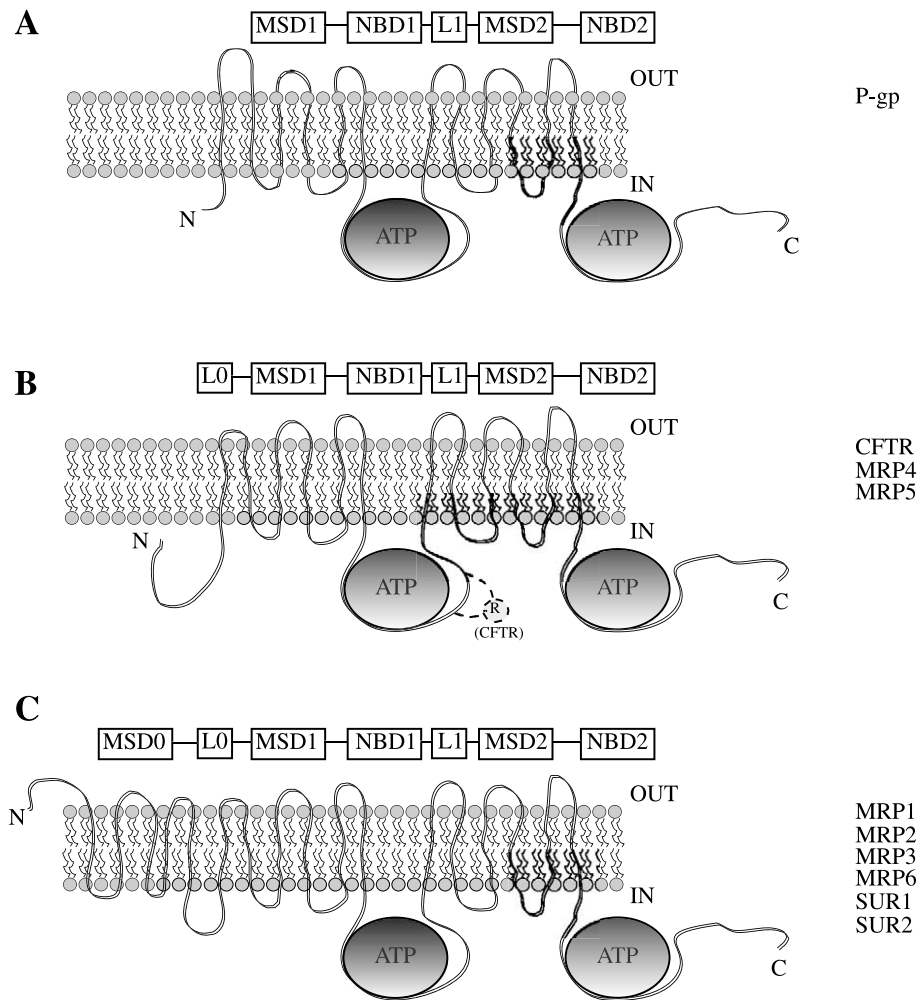 A
MSD1 NBD1 L1 MSD2 NBD2
OUT
P-gp
IN
N
ATP ATP
C
B
L0 MSD1 NBD1 L1 MSD2 NBD2
OUT
CFTR
MRP4
MRP5
IN
N
ATP ATP
R
(CFTR)
C
C
MSD0 L0 MSD1 NBD1 L1 MSD2 NBD2
OUT
N
MRP1
MRP2
MRP3
MRP6
SUR1
SUR2
IN
ATP ATP
C